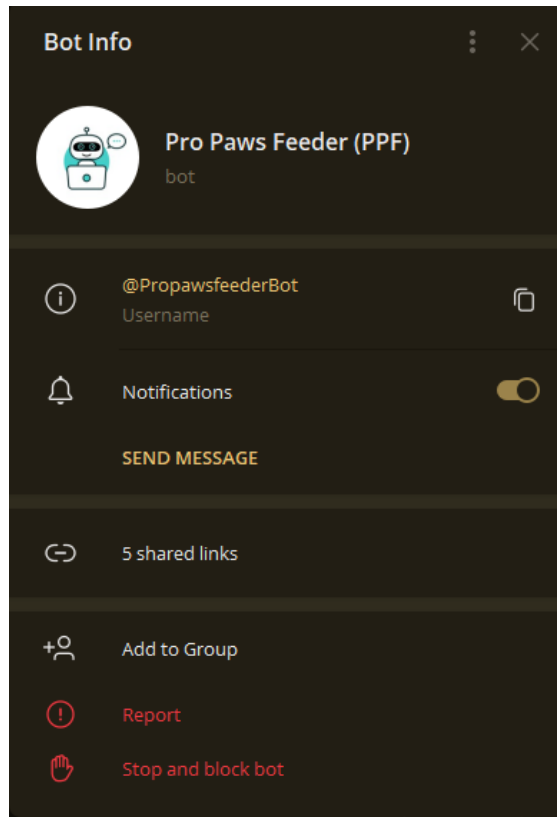 Bot Info
Pro Paws Feeder (PPF)
bot
@PropawsfeederBot
Username
Notifications
SEND MESSAGE
5 shared links
Add to Group
Report
Stop and block bot